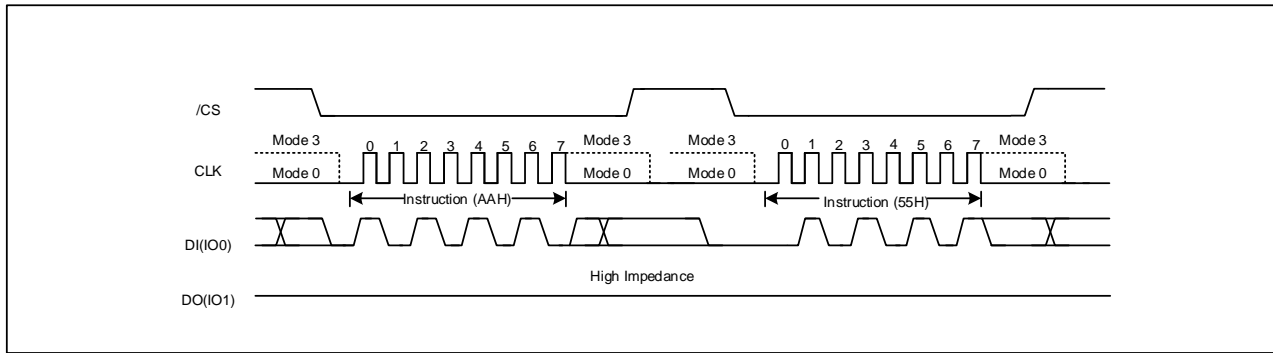 /CS
Mode 3 0 1 2 3 4 5 6 7 Mode 3 Mode 3 0 1 2 3 4 5 6 7 Mode 3
CLK
Mode 0 Mode 0 Mode 0 Mode 0
Instruction (AAH) Instruction (55H)
DI(IO0)
High Impedance
DO(IO1)